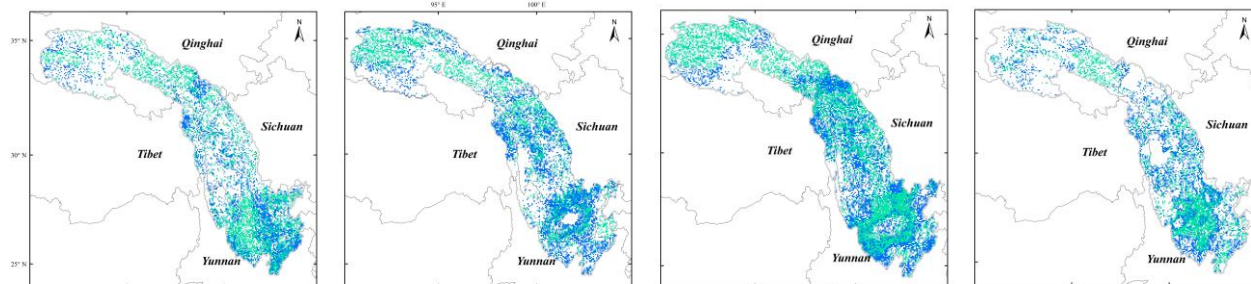 95° E 100° E
N N N N
35° N
Qinghai Qinghai Qinghai Qinghai
Sichuan Sichuan Sichuan Sichuan
30° N
Tibet Tibet Tibet Tibet
25° N
Yunnan Yunnan Yunnan Yunnan